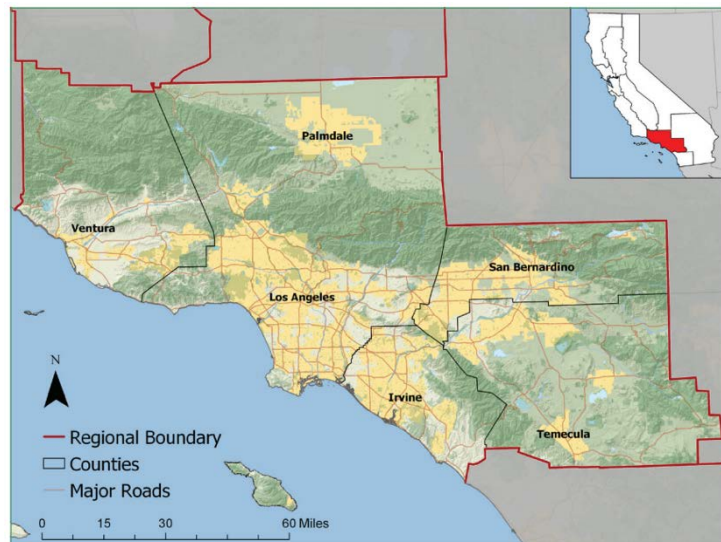 Palmdale
Ventura
San Bernardino
Los Angeles
Irvine
Temecula
N
Regional Boundary
Counties
Major Roads
0 15 30 60 Miles